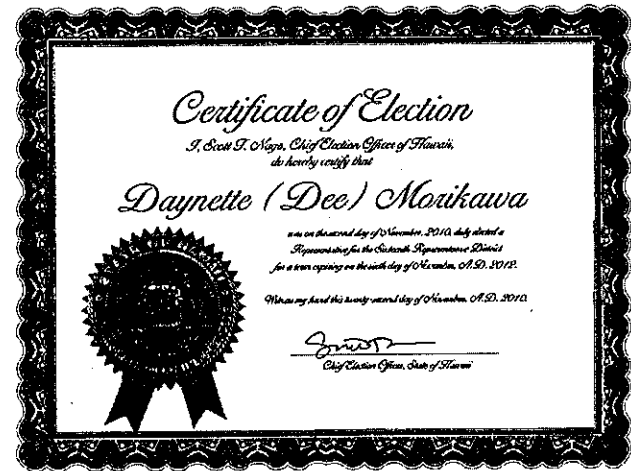 Certificate of Election
I, Scott T. Nago, Chief Election Officer of Hawaii,
do hereby certify that
Daynette (Dee) Morikawa
was on the second day of November, 2010, duly elected a
Representative for the Sixteenth Representative District
for a term expiring on the sixth day of November, A.D. 2012.
Witness my hand this twenty-second day of November, A.D. 2010.
Chief Election Officer, State of Hawaii